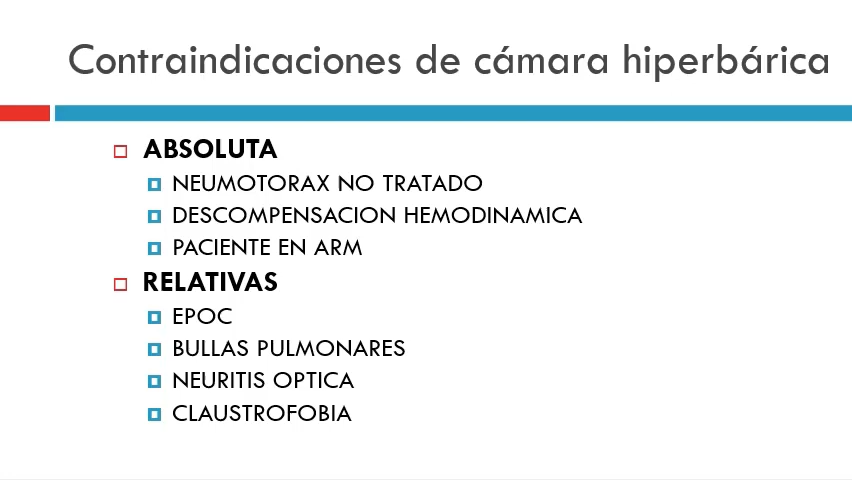 Contraindicaciones de cámara hiperbárica
ABSOLUTA
NEUMOTORAX NO TRATADO
DESCOMPENSACION HEMODINAMICA
PACIENTE EN ARM
RELATIVAS
EPOC
BULLAS PULMONARES
NEURITIS OPTICA
CLAUSTROFOBIA